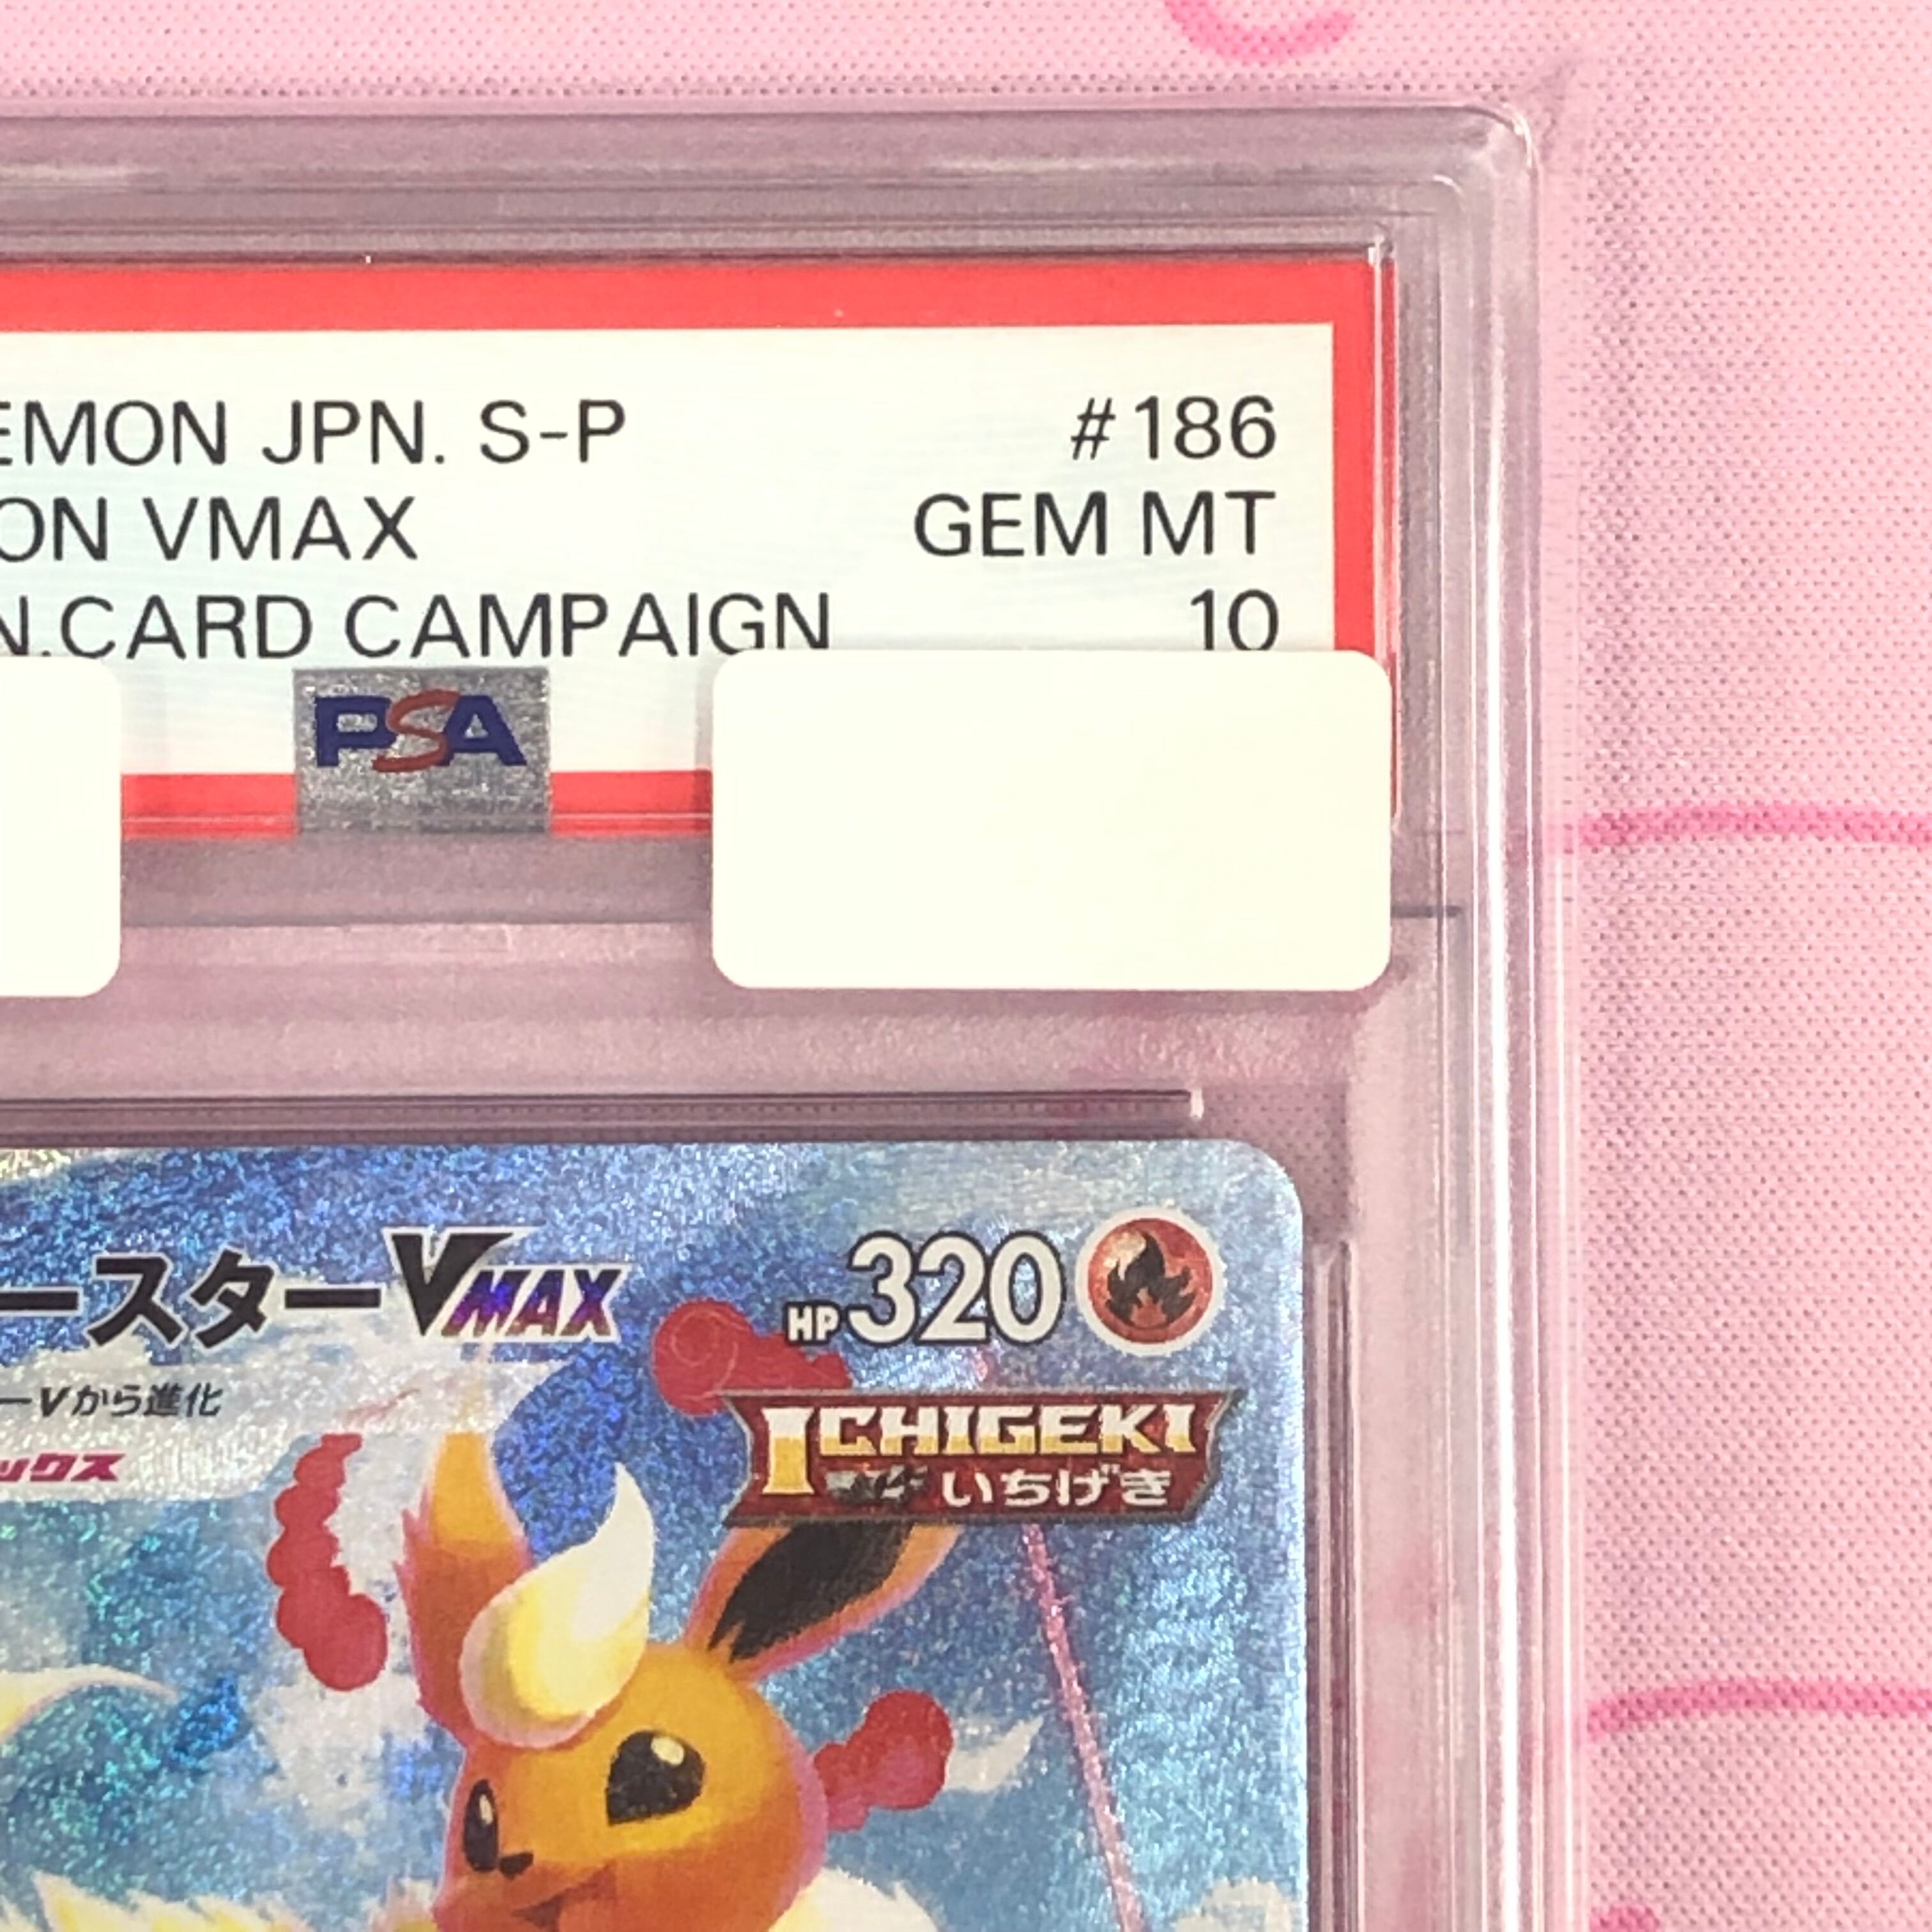 EMON JPN. S-P #186
ON VMAX GEM MT
N.CARD CAMPAIGN 10
PSA
ースターVMAX HP320
ーVから進化
ックス
ICHIGEKI
いちげき